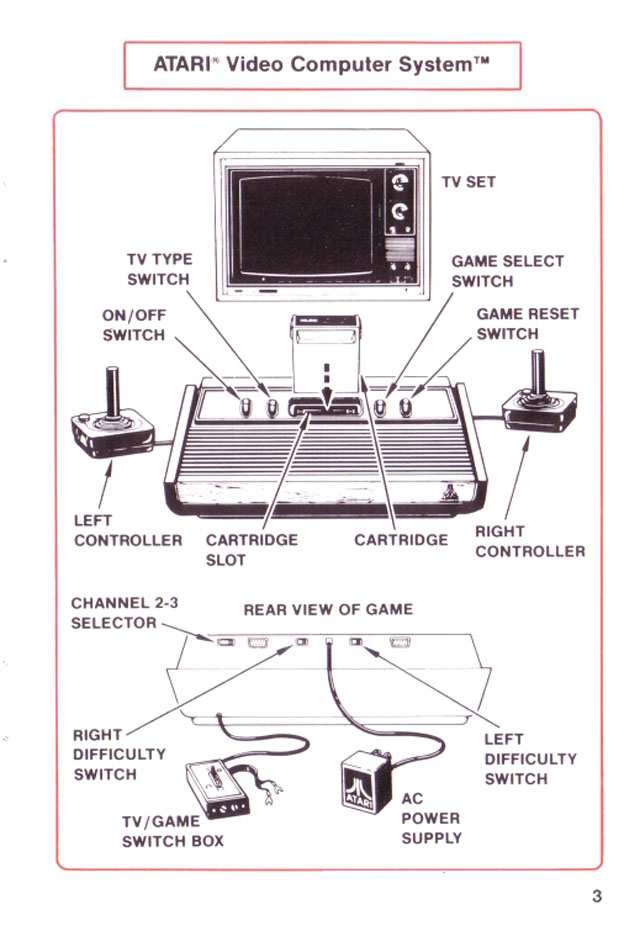 ATARI® Video Computer System™
TV SET
TV TYPE
SWITCH
GAME SELECT
SWITCH
ON/OFF
SWITCH
GAME RESET
SWITCH
LEFT
CONTROLLER
CARTRIDGE
SLOT
CARTRIDGE
RIGHT
CONTROLLER
CHANNEL 2-3
SELECTOR
REAR VIEW OF GAME
RIGHT
DIFFICULTY
SWITCH
LEFT
DIFFICULTY
SWITCH
TV/GAME
SWITCH BOX
ATARI
AC
POWER
SUPPLY
3